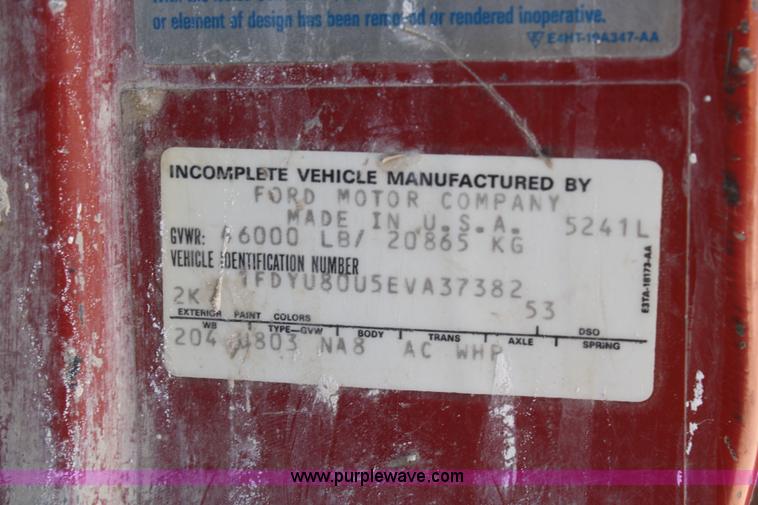 or element of design has been removed or rendered inoperative.
E4HT-19A347-AA
INCOMPLETE VEHICLE MANUFACTURED BY
FORD MOTOR COMPANY
MADE IN U.S.A. 5241L
GVWR: 46000 LB/ 20865 KG
VEHICLE IDENTIFICATION NUMBER
1FDYU80U5EVA37382
2K 53
EXTERIOR PAINT COLORS DSO
WB TYPE-GVW BODY TRANS AXLE SPRING
204 U803 NA8 AC WHP
E3TA-18173-AA
www.purplewave.com